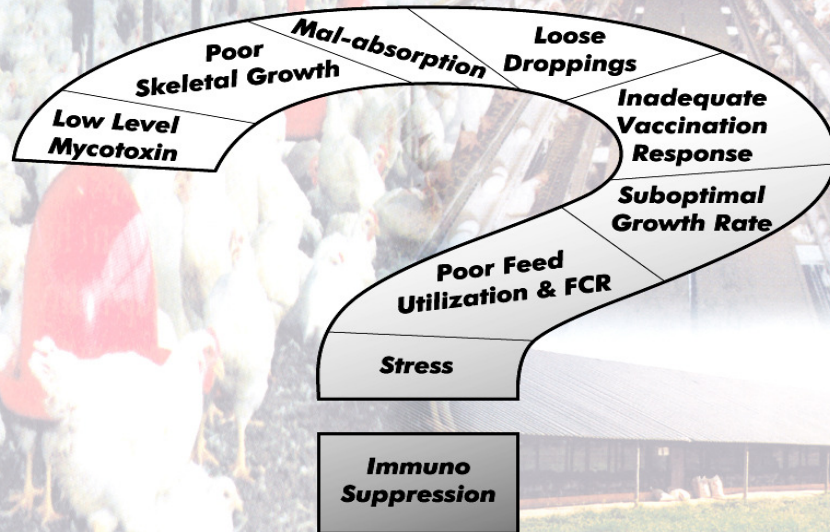 Low Level
Mycotoxin
Poor
Skeletal Growth
Mal-absorption
Loose
Droppings
Inadequate
Vaccination
Response
Suboptimal
Growth Rate
Poor Feed
Utilization & FCR
Stress
Immuno
Suppression